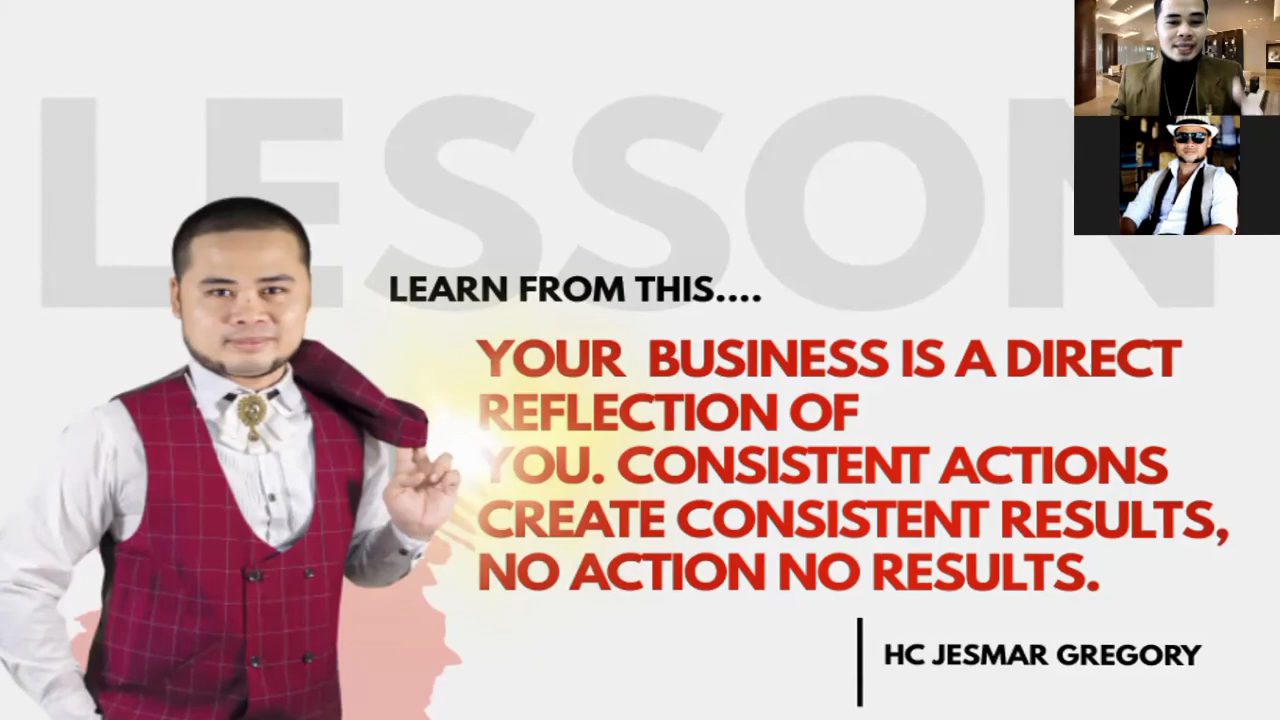 LESSON
LEARN FROM THIS....
YOUR BUSINESS IS A DIRECT
REFLECTION OF
YOU. CONSISTENT ACTIONS
CREATE CONSISTENT RESULTS,
NO ACTION NO RESULTS.
HC JESMAR GREGORY